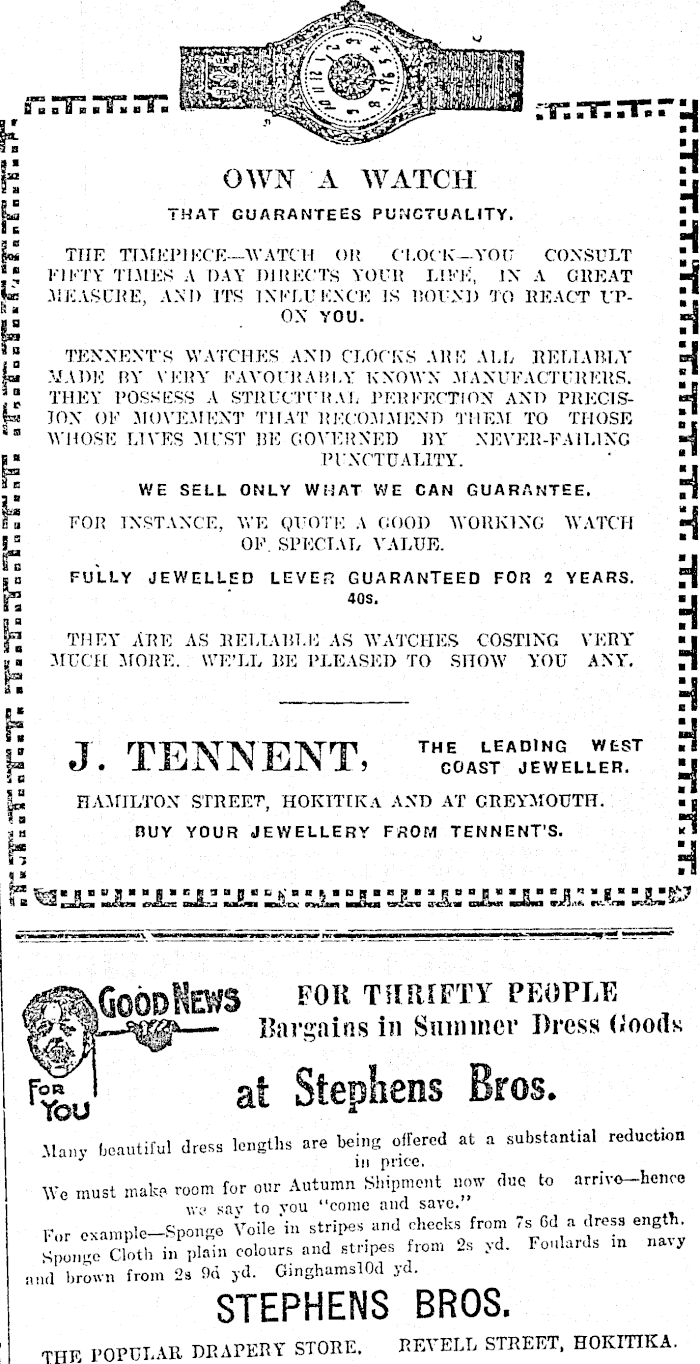 OWN A WATCH
THAT GUARANTEES PUNCTUALITY.
THE TIMEPIECE—WATCH OR CLOCK—YOU CONSULT
FIFTY TIMES A DAY DIRECTS YOUR LIFE, IN A GREAT
MEASURE, AND ITS INFLUENCE IS BOUND TO REACT UP-
ON YOU.
TENNENT'S WATCHES AND CLOCKS ARE ALL RELIABLY
MADE BY VERY FAVOURABLY KNOWN MANUFACTURERS.
THEY POSSESS A STRUCTURAL PERFECTION AND PRECIS-
ION OF MOVEMENT THAT RECOMMEND THEM TO THOSE
WHOSE LIVES MUST BE GOVERNED BY NEVER-FAILING
PUNCTUALITY.
WE SELL ONLY WHAT WE CAN GUARANTEE.
FOR INSTANCE, WE QUOTE A GOOD WORKING WATCH
OF SPECIAL VALUE.
FULLY JEWELLED LEVER GUARANTEED FOR 2 YEARS.
40s.
THEY ARE AS RELIABLE AS WATCHES COSTING VERY
MUCH MORE. WE'LL BE PLEASED TO SHOW YOU ANY.
J. TENNENT, THE LEADING WEST
COAST JEWELLER.
HAMILTON STREET, HOKITIKA AND AT GREYMOUTH.
BUY YOUR JEWELLERY FROM TENNENT'S.
GOOD NEWS
FOR
YOU
FOR THRIFTY PEOPLE
Bargains in Summer Dress Goods
at Stephens Bros.
Many beautiful dress lengths are being offered at a substantial reduction
in price.
We must make room for our Autumn Shipment now due to arrive—hence
we say to you "come and save."
For example—Sponge Voile in stripes and checks from 7s 6d a dress ength.
Sponge Cloth in plain colours and stripes from 2s yd. Foulards in navy
and brown from 2s 9d yd. Ginghams10d yd.
STEPHENS BROS.
THE POPULAR DRAPERY STORE, REVELL STREET, HOKITIKA.